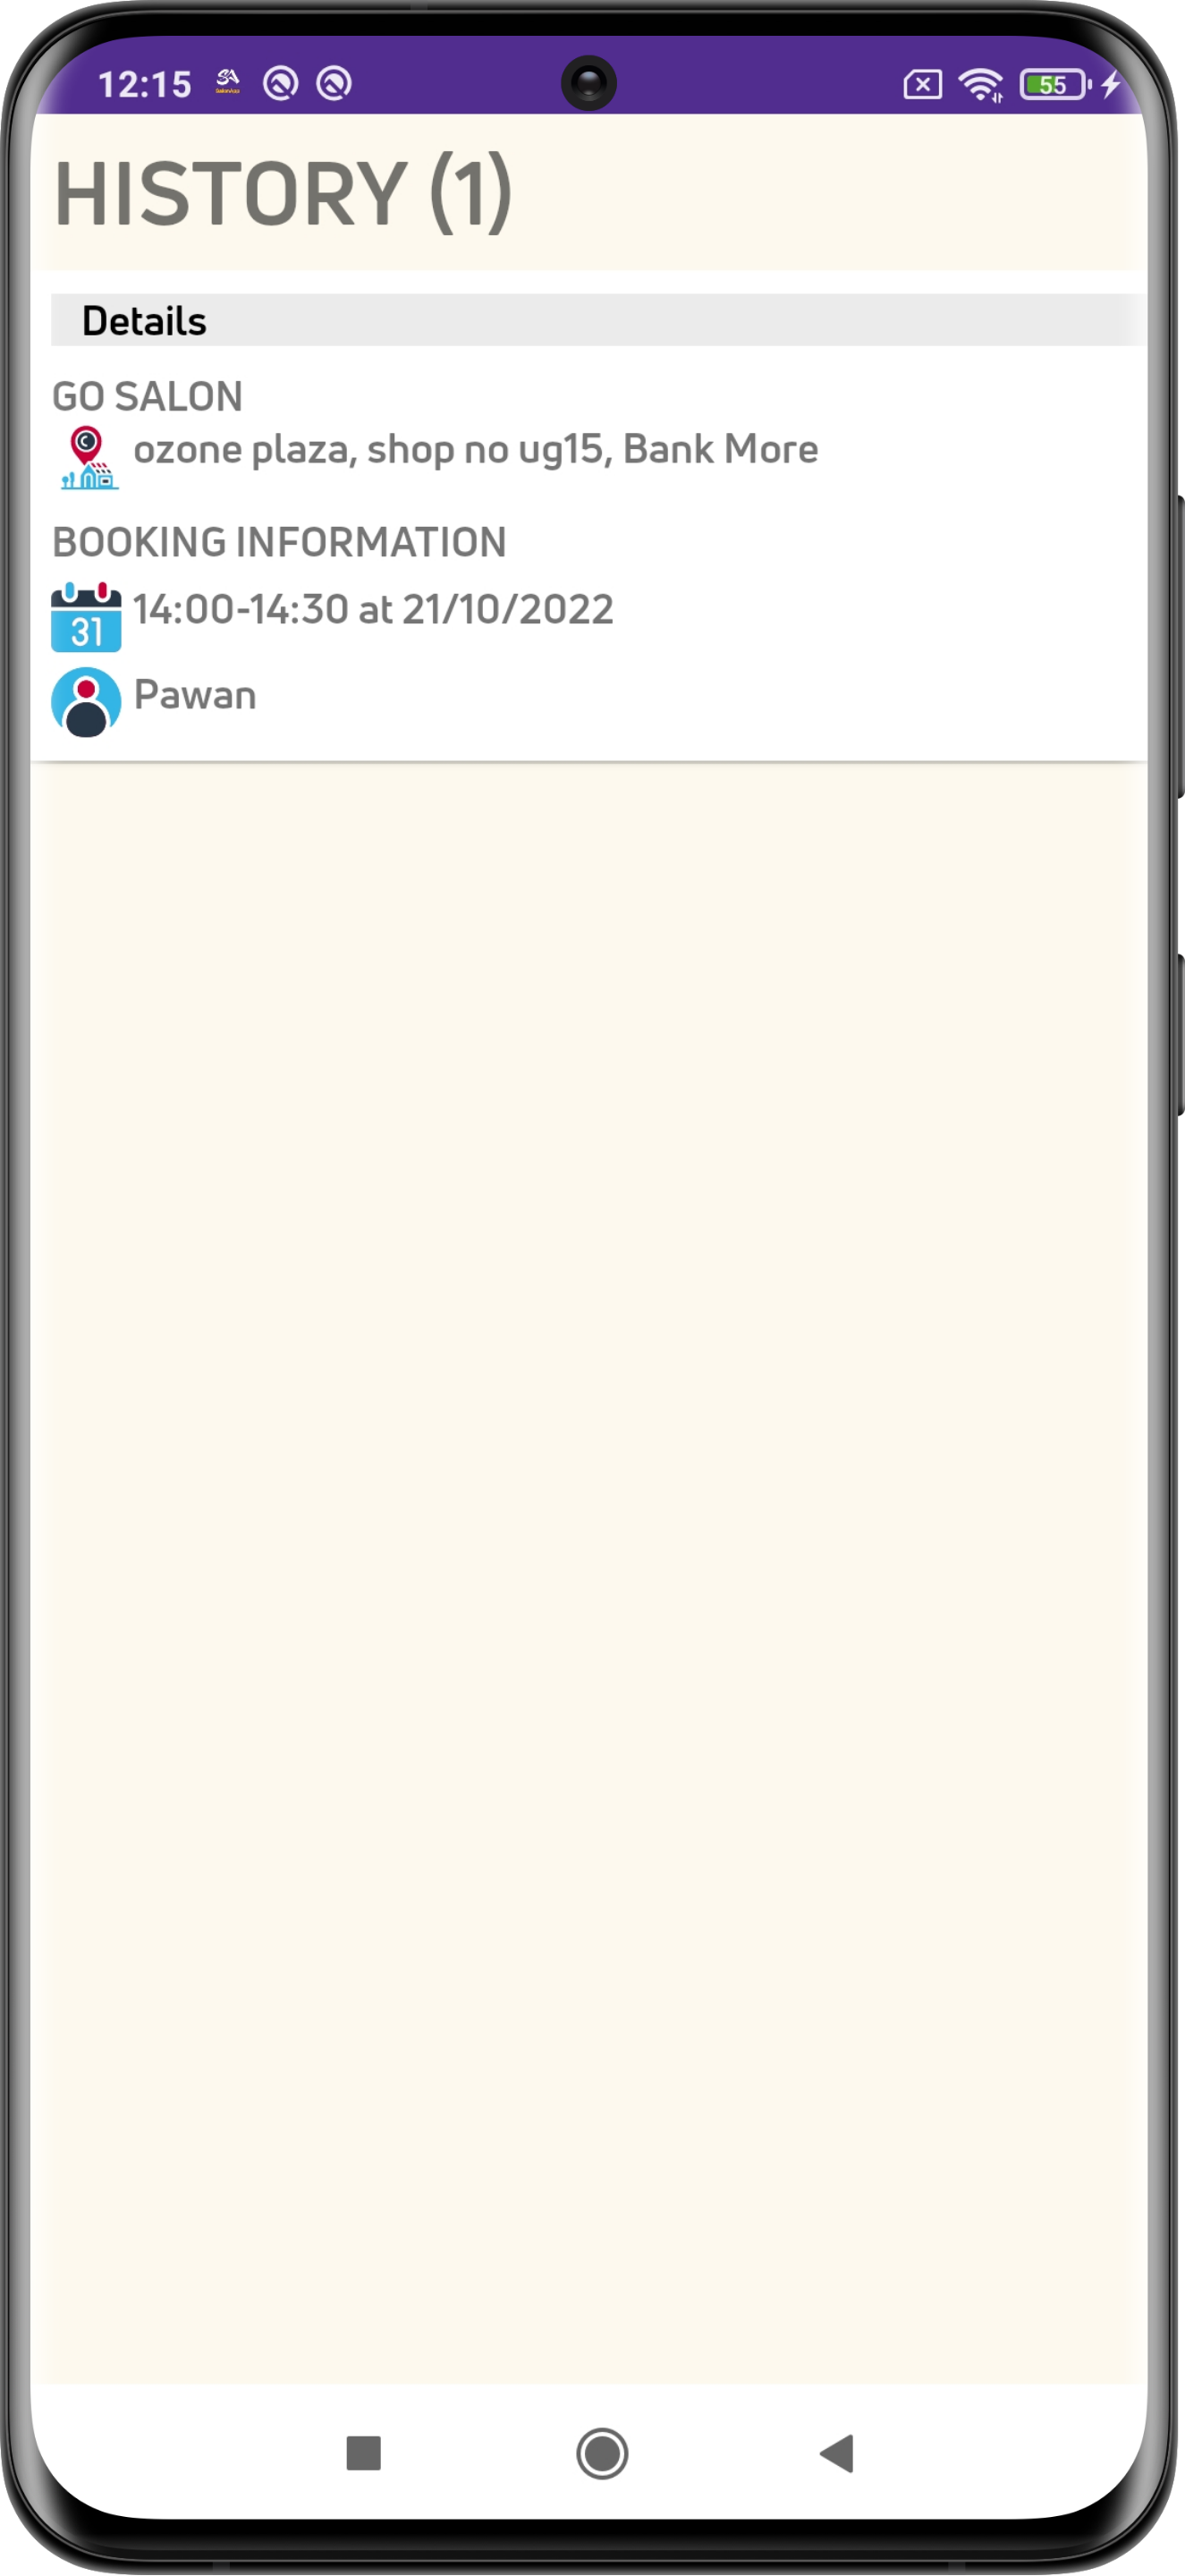 12:15
55
HISTORY (1)
Details
GO SALON
ozone plaza, shop no ug15, Bank More
BOOKING INFORMATION
31
14:00-14:30 at 21/10/2022
Pawan